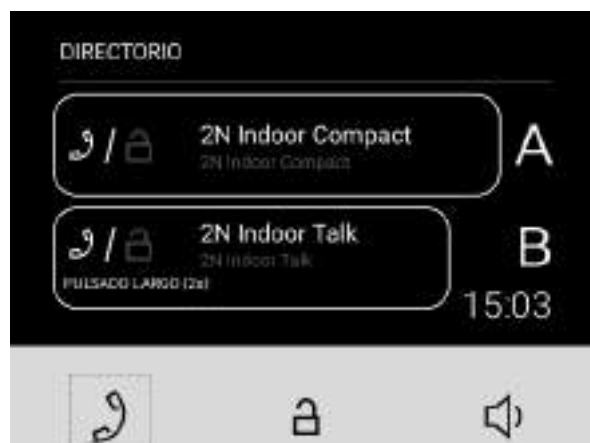 DIRECTORIO
2N Indoor Compact
A
2N Indoor Compact
2N Indoor Talk
B
2N Indoor Talk
PULSADO LARGO (2s)
15:03